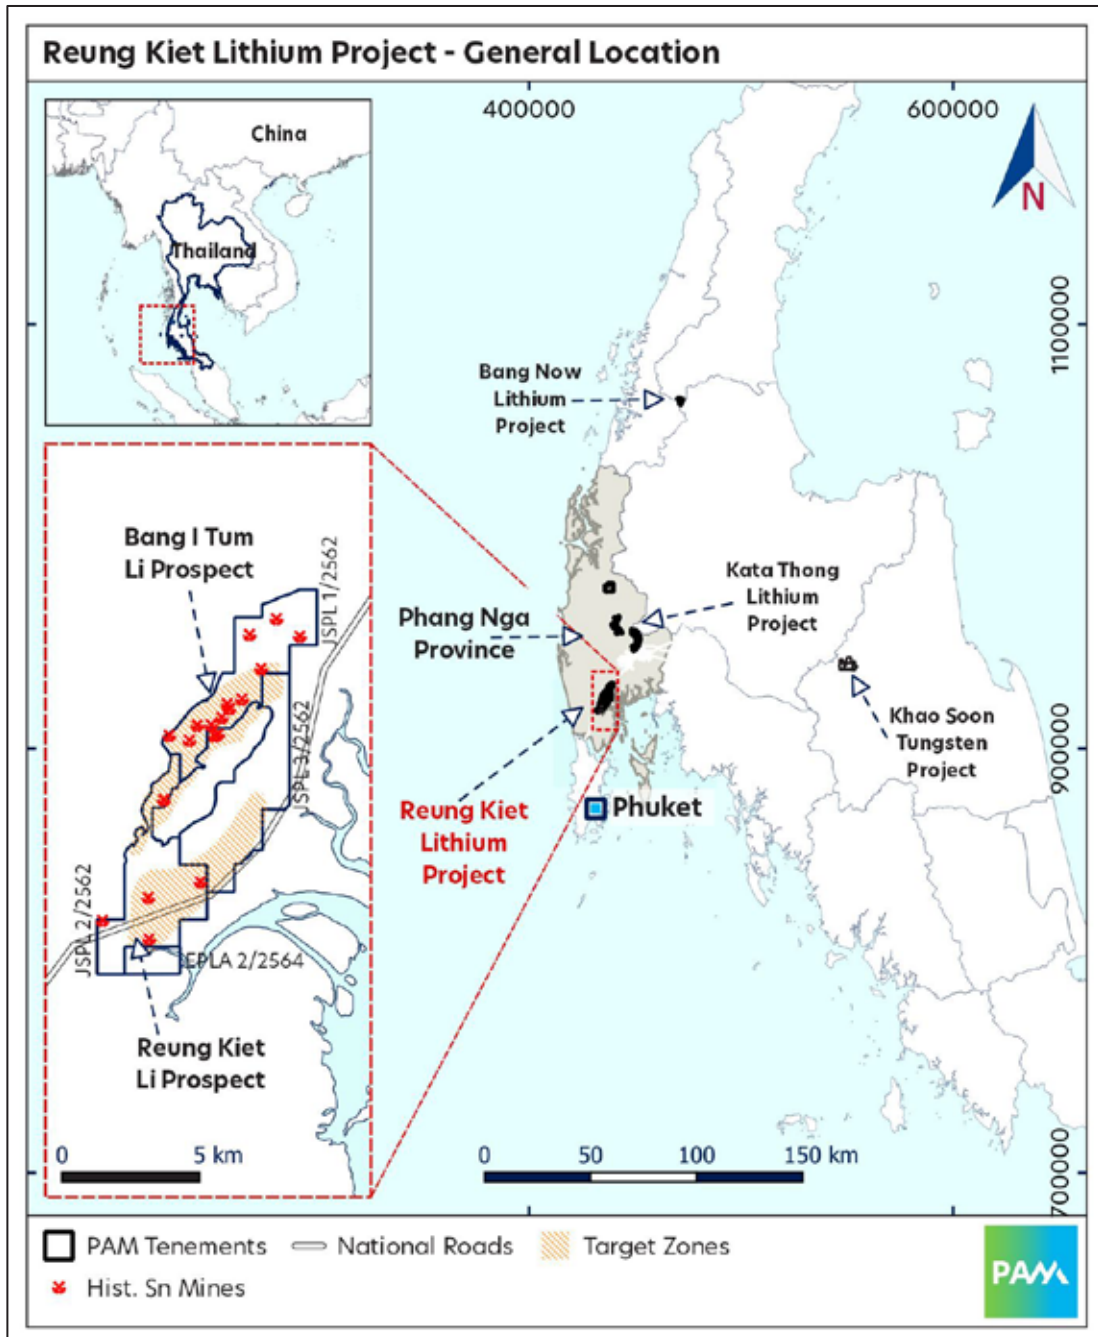 Reung Kiet Lithium Project - General Location
400000
600000
China
Thailand
N
1100000
Bang Now
Lithium
Project
Bang I Tum
Li Prospect
JSPL 1/2562
Kata Thong
Lithium
Project
Phang Nga
Province
JSPL 3/2562
Khao Soon
Tungsten
Project
900000
Reung Kiet
Lithium
Project
Phuket
JSPL 2/2562
EPLA 2/2564
Reung Kiet
Li Prospect
0 5 km
0 50 100 150 km
700000
PAM Tenements
National Roads
Target Zones
Hist. Sn Mines
PAM